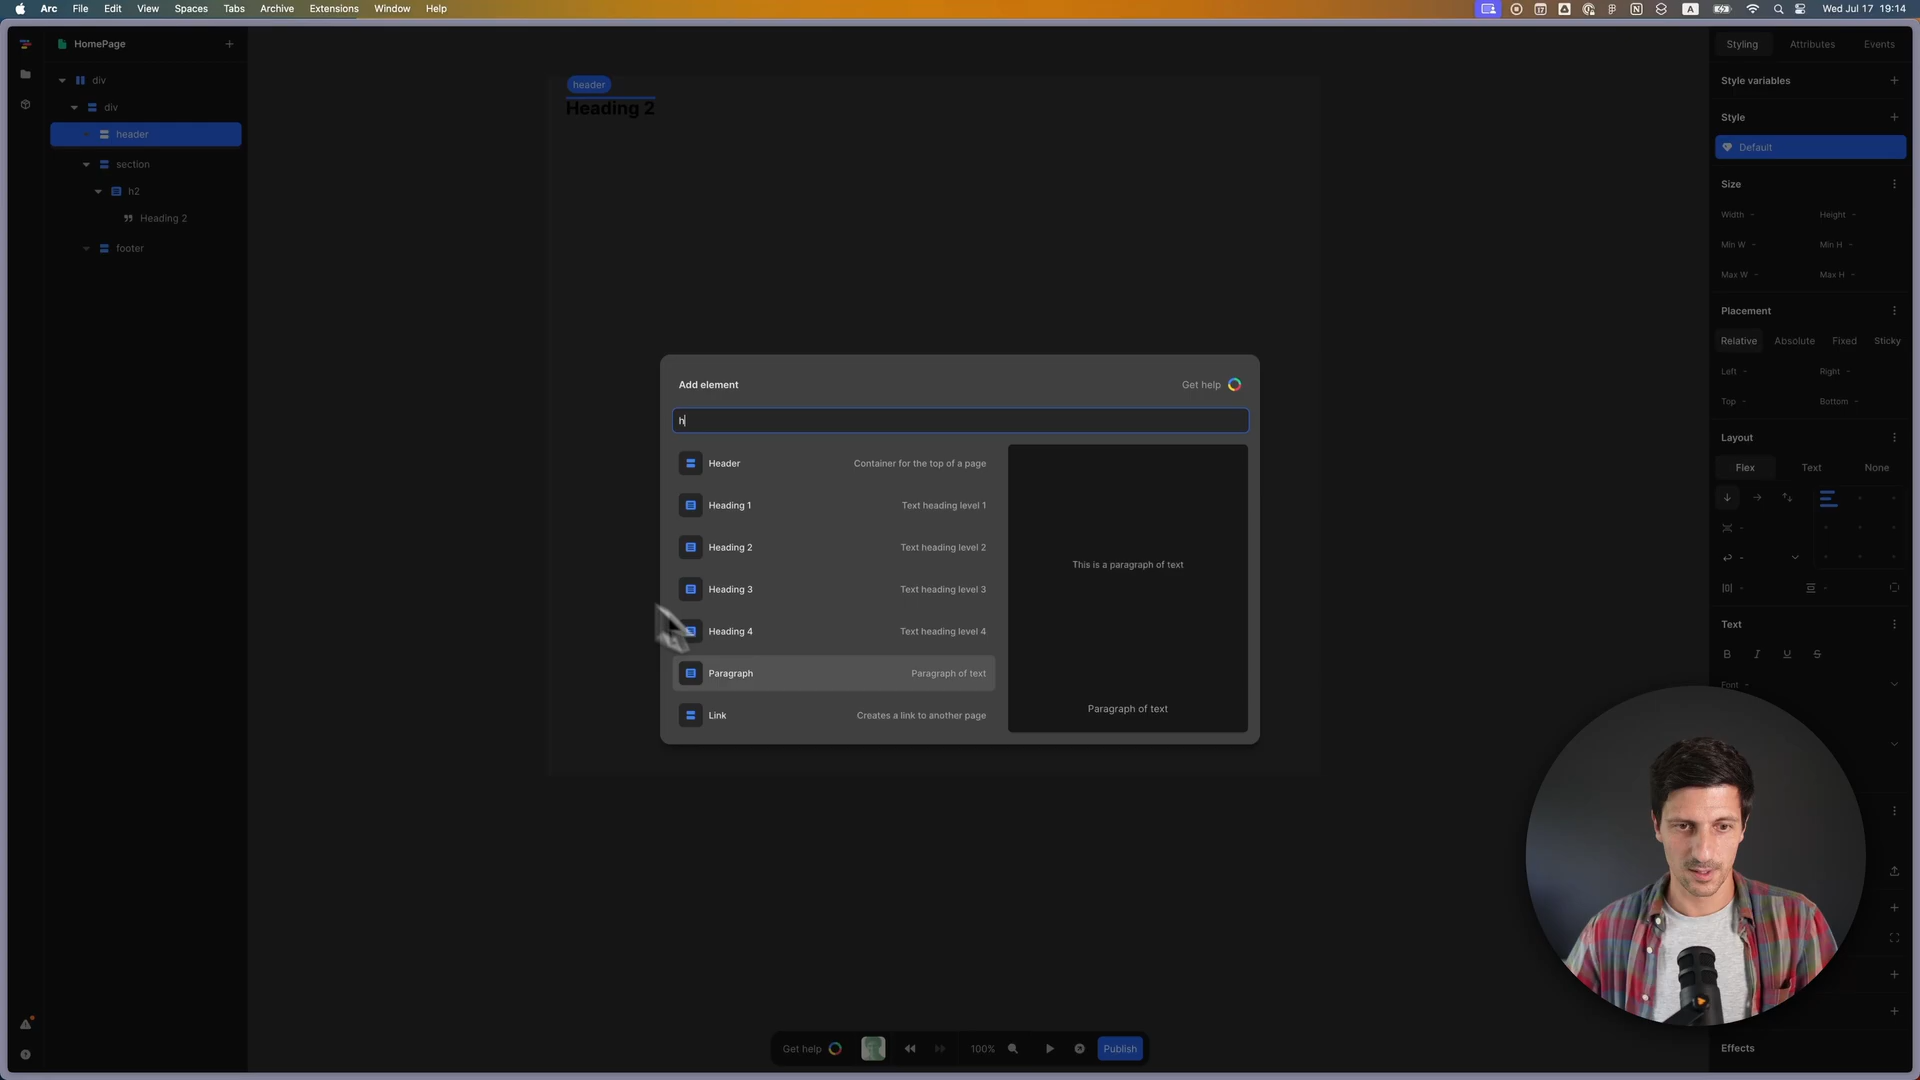 Arc File Edit View Spaces Tabs Archive Extensions Window Help
17 A Wed Jul 17 19:14
HomePage
div
div
header
section
h2
Heading 2
footer
header
Heading 2
Add element
Get help
h
Header Container for the top of a page
Heading 1 Text heading level 1
Heading 2 Text heading level 2
Heading 3 Text heading level 3
Heading 4 Text heading level 4
Paragraph Paragraph of text
Link Creates a link to another page
This is a paragraph of text
Paragraph of text
Styling Attributes Events
Style variables
Style
Default
Size
Width - Height -
Min W - Min H -
Max W - Max H -
Placement
Relative Absolute Fixed Sticky
Left - Right -
Top - Bottom -
Layout
Flex Text None
Text
B I U S
Font -
Effects
Get help 100% Publish